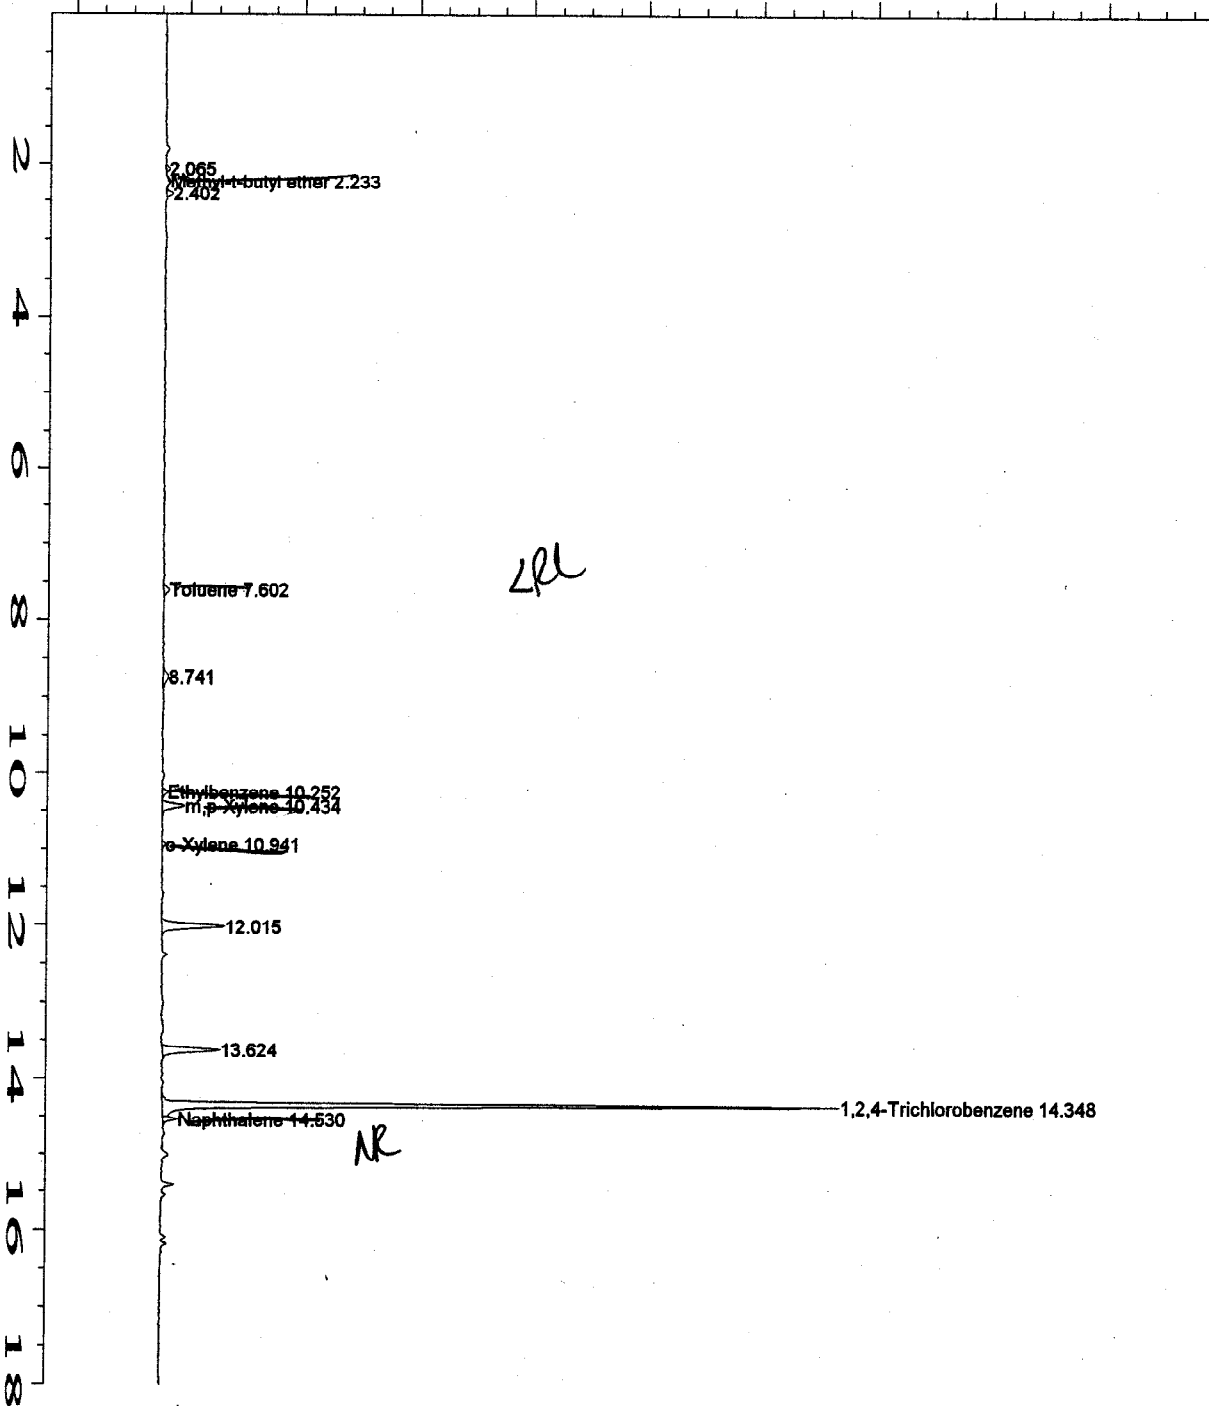 2
2.065
Methyl-t-butyl ether 2.233
2.402
4
6
<RL
Toluene 7.602
8
8.741
10
Ethylbenzene 10.252
m,p-Xylene 10.434
o-Xylene 10.941
12
12.015
13.624
14
1,2,4-Trichlorobenzene 14.348
Naphthalene 14.530
NR
16
18